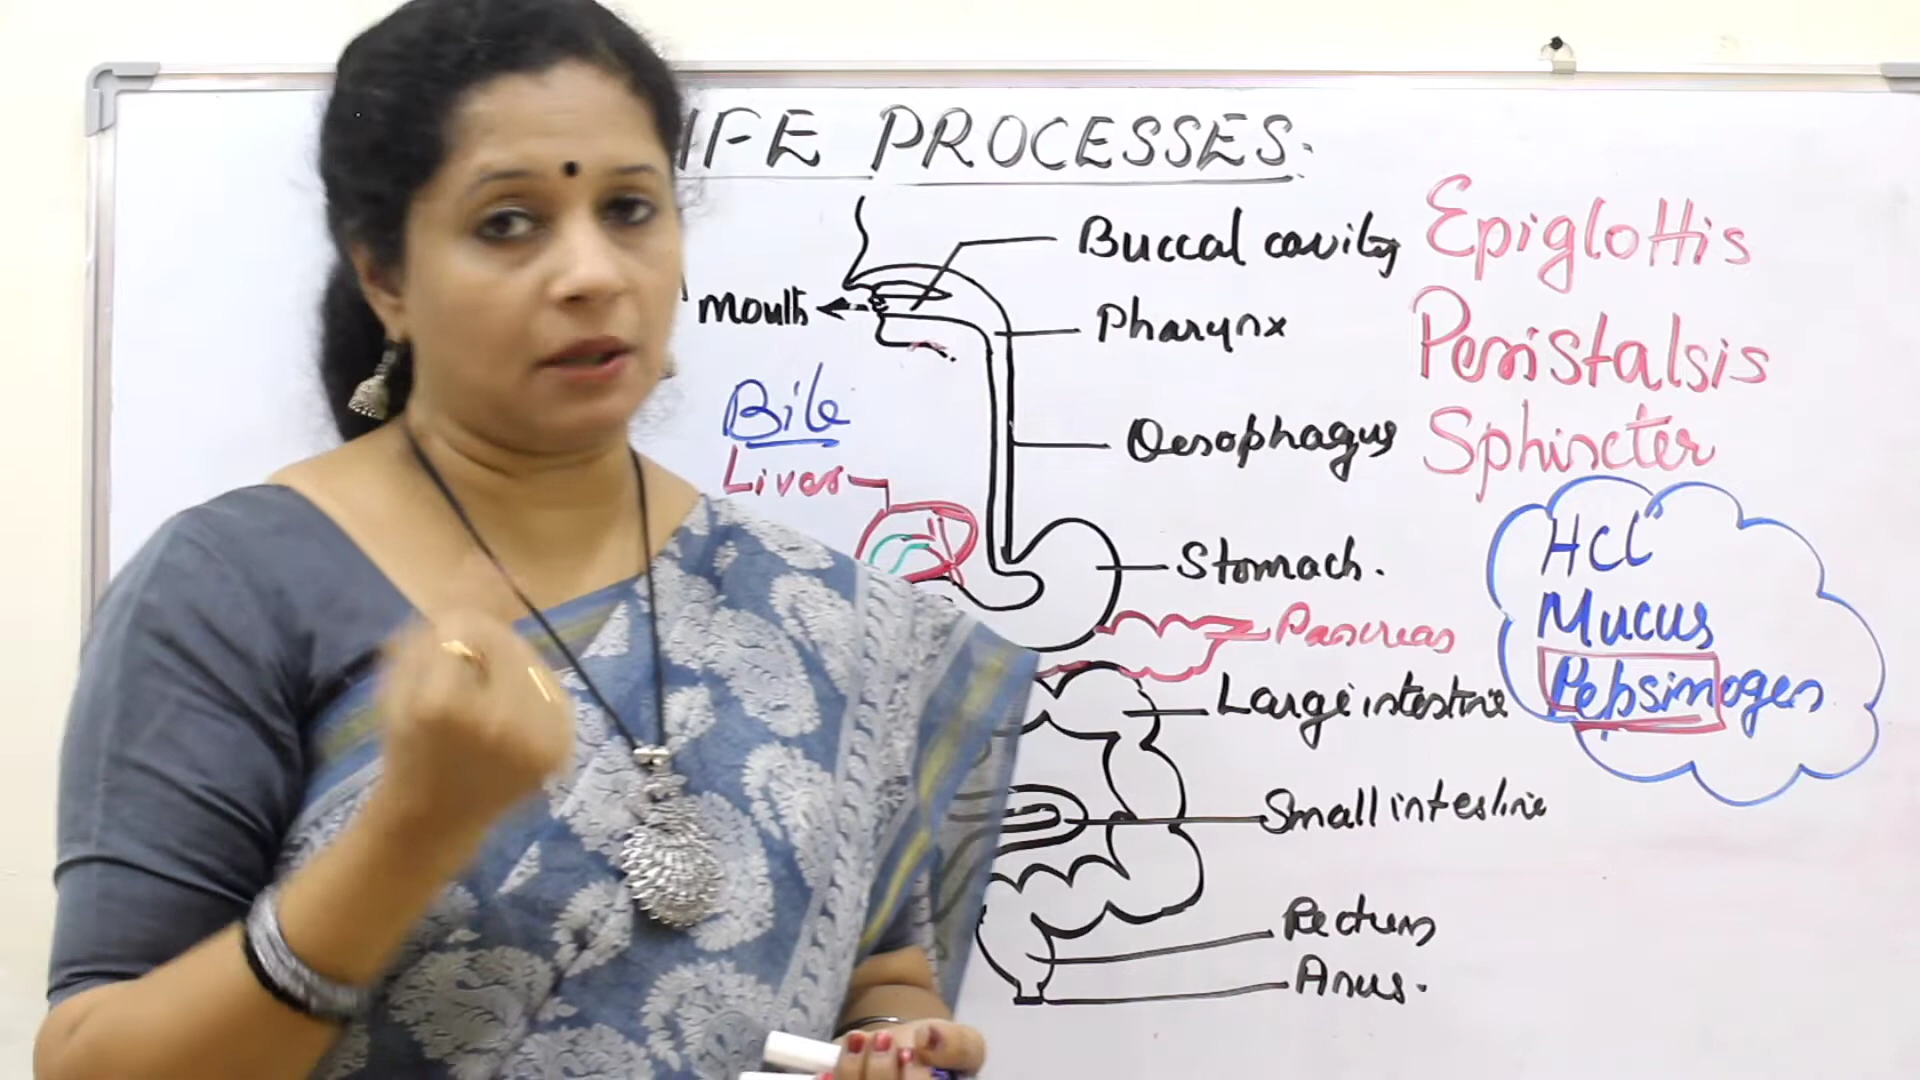 IFE PROCESSES.
Buccal cavity
Mouth
Pharynx
Bile
Liver
Oesophagus
Stomach.
Pancreas
Large intestine
Small intestine
Rectum
Anus.
Epiglottis
Peristalsis
Sphincter
HCl
Mucus
Pepsinogen